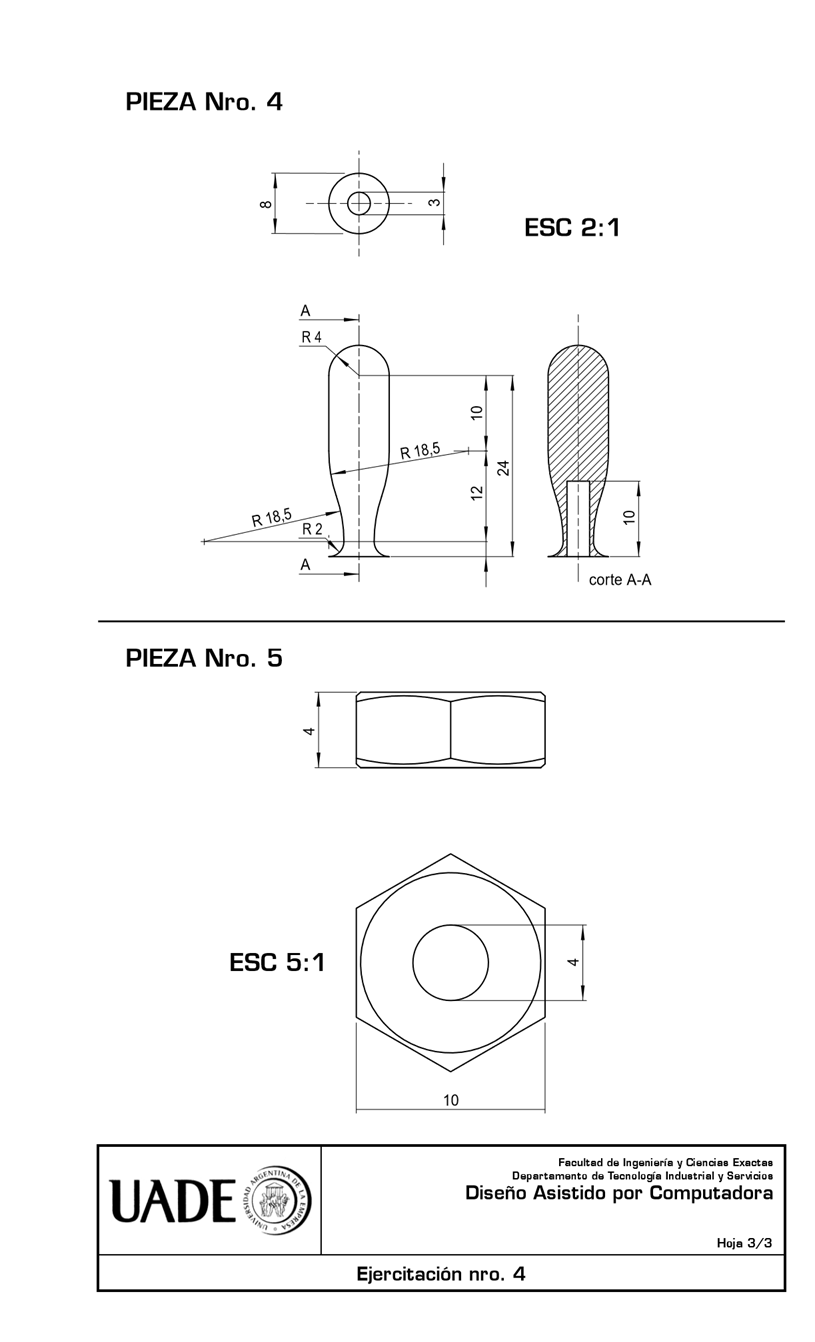 PIEZA Nro. 4
8
3
ESC 2:1
A
R 4
10
R 18,5
24
12
R 18,5
R 2
10
A
corte A-A
PIEZA Nro. 5
4
ESC 5:1
4
10
UADE
UNIVERSIDAD ARGENTINA DE LA EMPRESA
Facultad de Ingeniería y Ciencias Exactas
Departamento de Tecnología Industrial y Servicios
Diseño Asistido por Computadora
Hoja 3/3
Ejercitación nro. 4